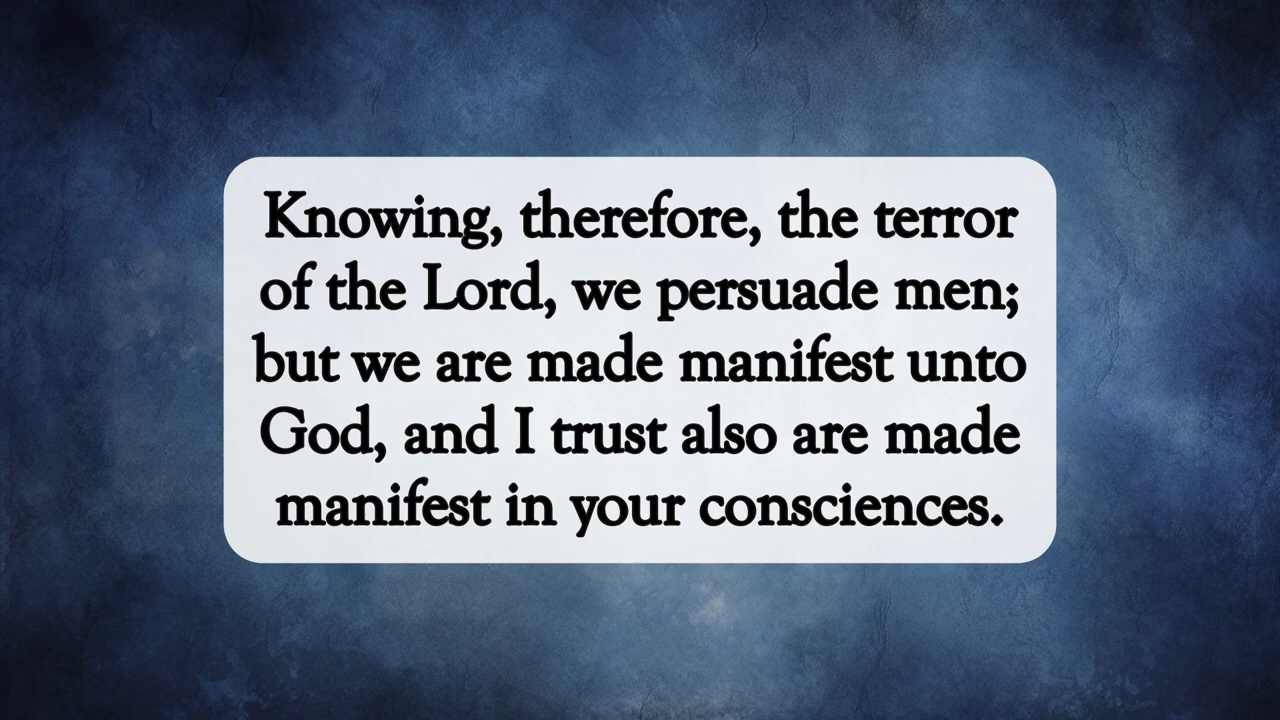 Knowing, therefore, the terror
of the Lord, we persuade men;
but we are made manifest unto
God, and I trust also are made
manifest in your consciences.